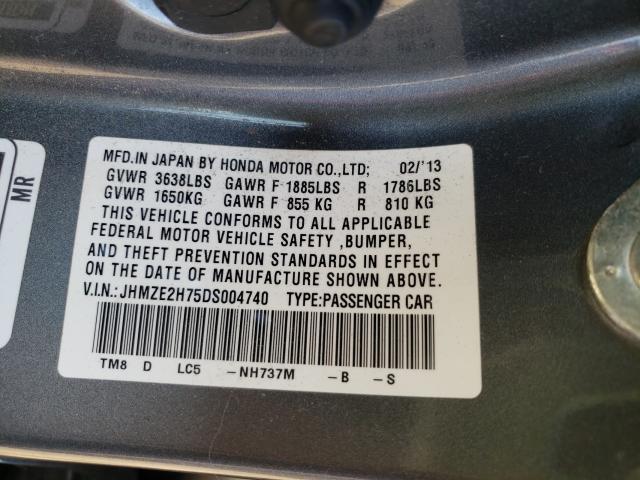 MFD.IN JAPAN BY HONDA MOTOR CO.,LTD; 02/'13
GVWR 3638LBS GAWR F 1885LBS R 1786LBS
GVWR 1650KG GAWR F 855 KG R 810 KG
THIS VEHICLE CONFORMS TO ALL APPLICABLE
FEDERAL MOTOR VEHICLE SAFETY ,BUMPER,
AND THEFT PREVENTION STANDARDS IN EFFECT
ON THE DATE OF MANUFACTURE SHOWN ABOVE.
V.I.N.: JHMZE2H75DS004740 TYPE:PASSENGER CAR
TM8 D LC5 -NH737M -B -S
MR